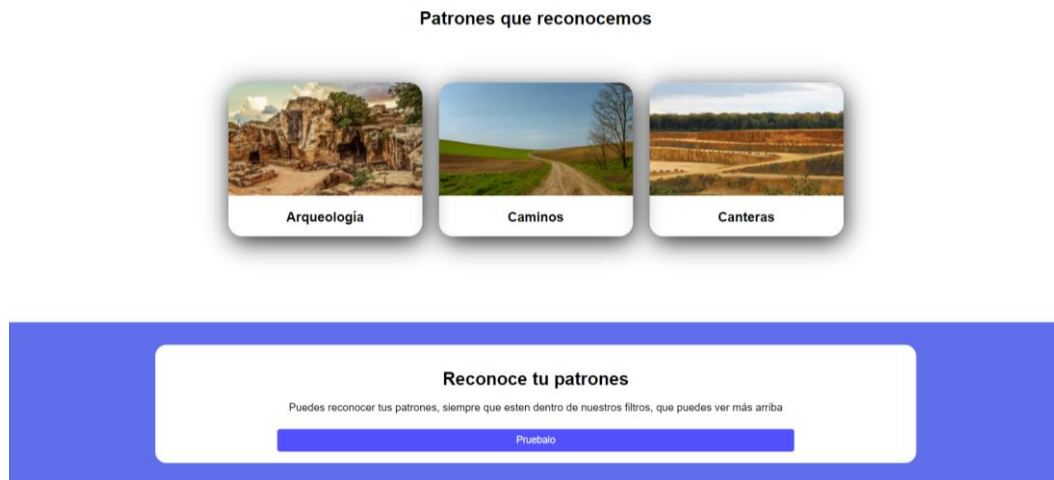 Patrones que reconocemos
Arqueología
Caminos
Canteras
Reconoce tu patrones
Puedes reconocer tus patrones, siempre que esten dentro de nuestros filtros, que puedes ver más arriba
Pruebalo